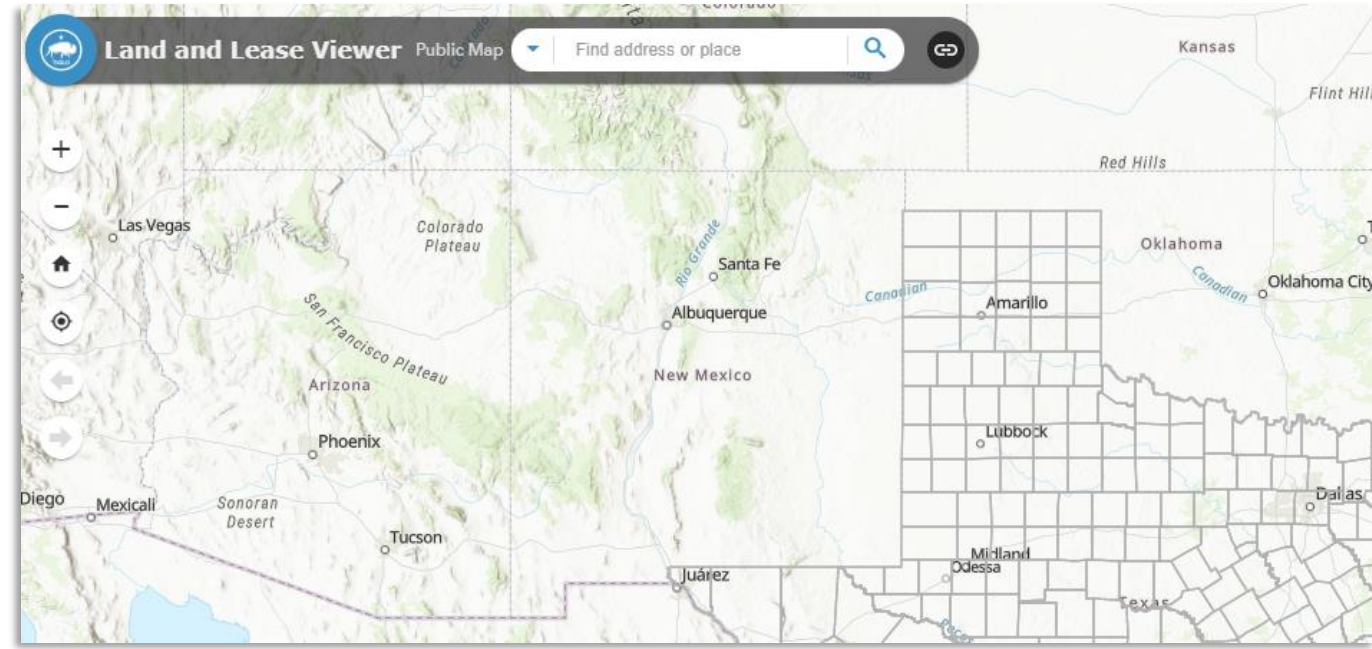 Land and Lease Viewer Public Map Find address or place
Colorado
Kansas
Flint Hill
Red Hills
+
−
Las Vegas
Colorado
Plateau
Rio Grande
Santa Fe
Oklahoma
Canadian
Canadian
Oklahoma City
Amarillo
Albuquerque
San Francisco Plateau
Arizona
New Mexico
Lubbock
Phoenix
Diego
Mexicali
Sonoran
Desert
Dallas
Tucson
Midland
Odessa
Juárez
Texas
Pecos